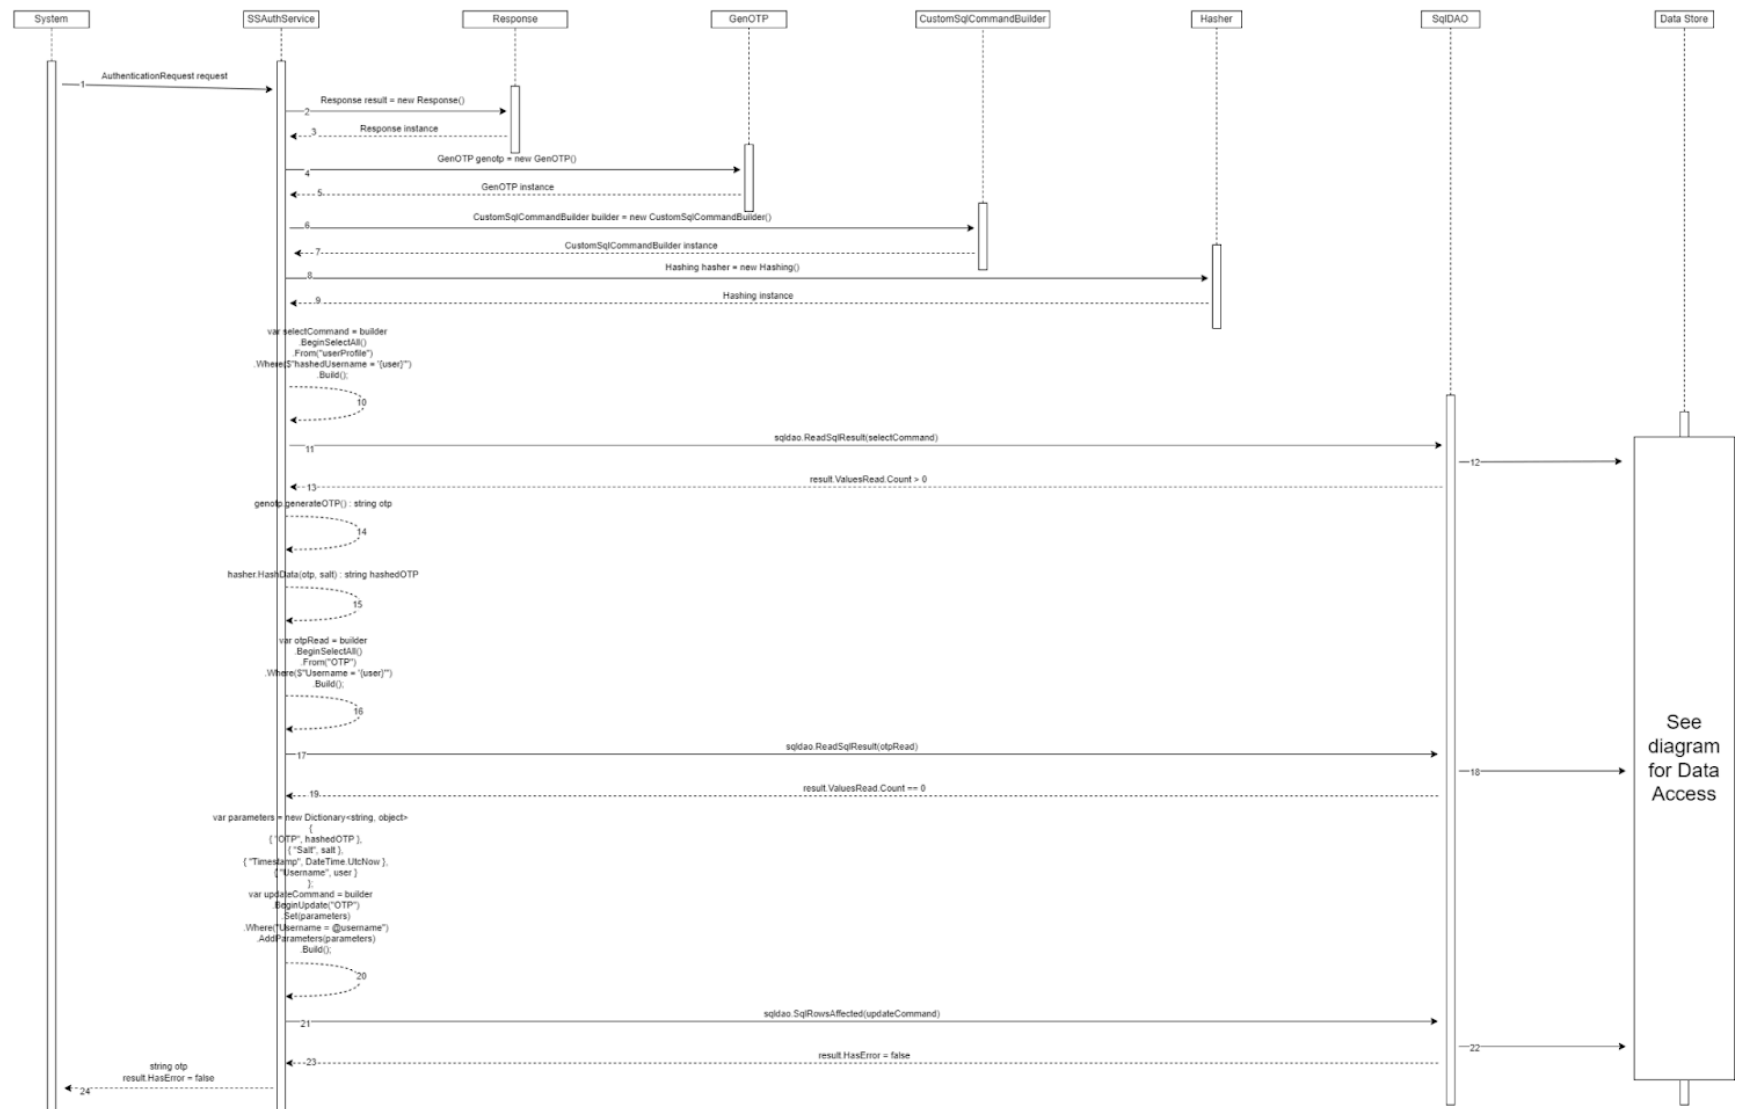 System
SSAuthService
Response
GenOTP
CustomSqlCommandBuilder
Hasher
SqlDAO
Data Store
AuthenticationRequest request
1
Response result = new Response()
2
Response instance
3
GenOTP genotp = new GenOTP()
4
GenOTP instance
5
CustomSqlCommandBuilder builder = new CustomSqlCommandBuilder()
6
CustomSqlCommandBuilder instance
7
Hashing hasher = new Hashing()
8
Hashing instance
9
var selectCommand = builder
.BeginSelectAll()
.From("userProfile")
.Where($"hashedUsername = '{user}'")
.Build();
10
sqldao.ReadSqlResult(selectCommand)
11
12
result.ValuesRead.Count > 0
13
genotp.generateOTP() : string otp
14
hasher.HashData(otp, salt) : string hashedOTP
15
var otpRead = builder
.BeginSelectAll()
.From("OTP")
.Where($"Username = '{user}'")
.Build();
16
sqldao.ReadSqlResult(otpRead)
17
18
See
diagram
for Data
Access
result.ValuesRead.Count == 0
19
var parameters = new Dictionary<string, object>
{
{ "OTP", hashedOTP },
{ "Salt", salt },
{ "Timestamp", DateTime.UtcNow },
{ "Username", user }
};
var updateCommand = builder
.BeginUpdate("OTP")
.Set(parameters)
.Where("Username = @username")
.AddParameters(parameters)
.Build();
20
sqldao.SqlRowsAffected(updateCommand)
21
22
result.HasError = false
23
string otp
result.HasError = false
24